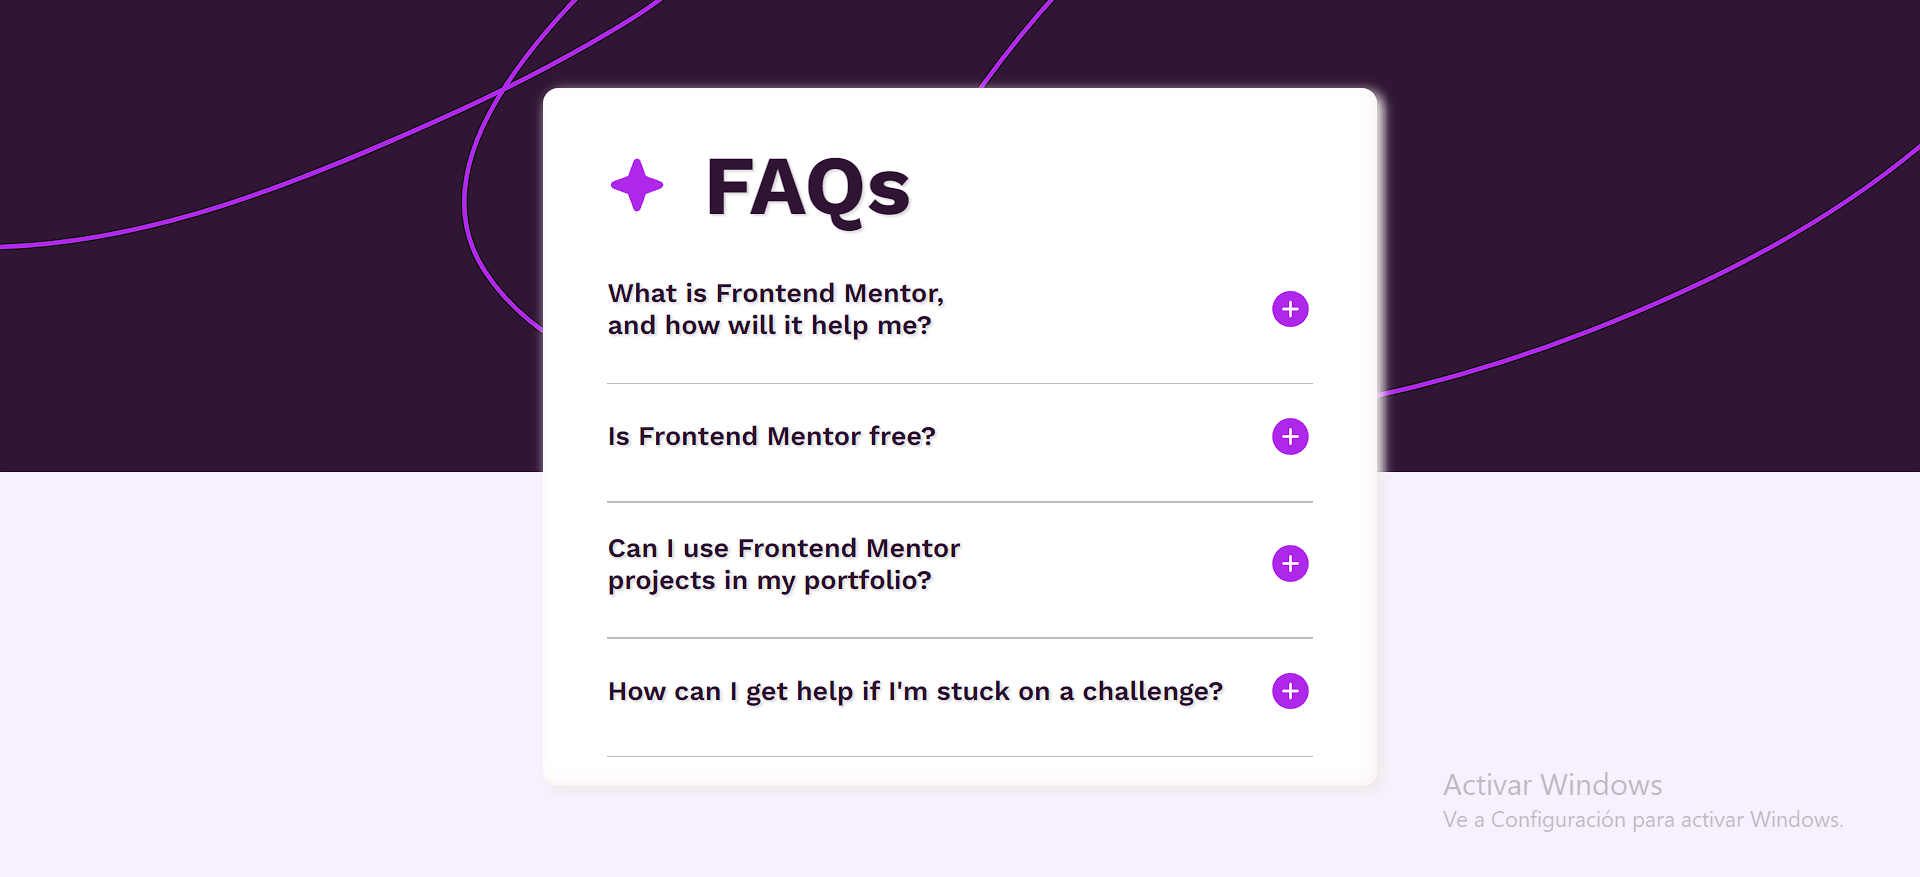 FAQs
What is Frontend Mentor,
and how will it help me?
Is Frontend Mentor free?
Can I use Frontend Mentor
projects in my portfolio?
How can I get help if I'm stuck on a challenge?
Activar Windows
Ve a Configuración para activar Windows.